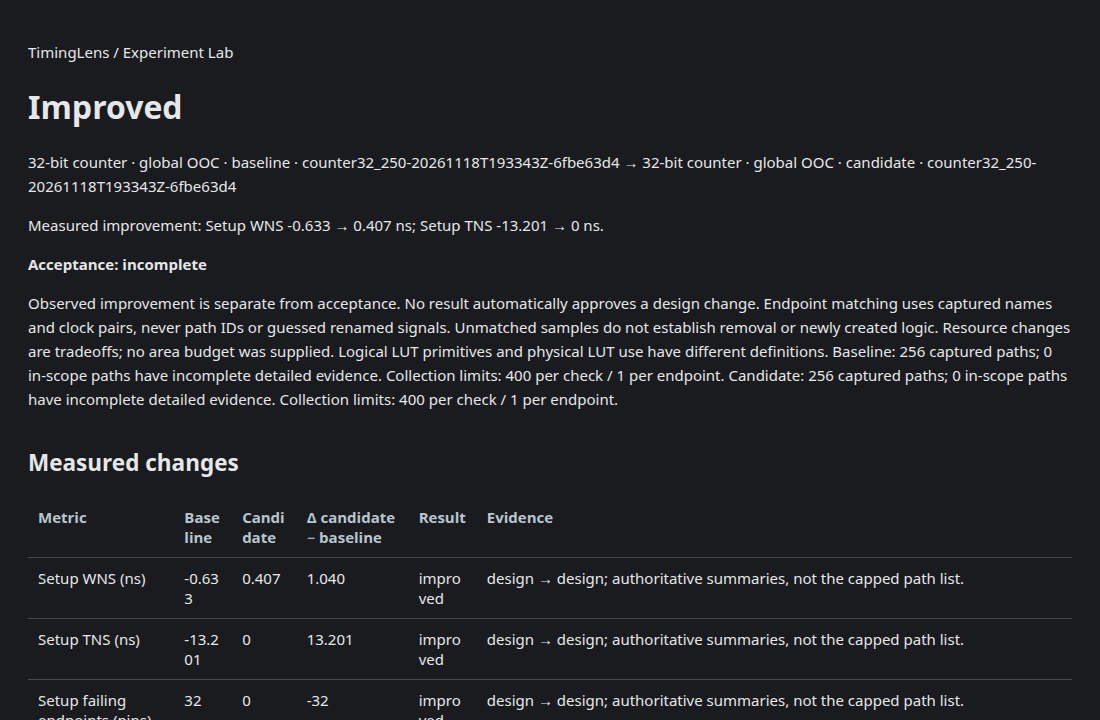 TimingLens / Experiment Lab
Improved
32-bit counter · global OOC · baseline · counter32_250-20261118T193343Z-6fbe63d4 → 32-bit counter · global OOC · candidate · counter32_250-
20261118T193343Z-6fbe63d4
Measured improvement: Setup WNS -0.633 → 0.407 ns; Setup TNS -13.201 → 0 ns.
Acceptance: incomplete
Observed improvement is separate from acceptance. No result automatically approves a design change. Endpoint matching uses captured names
and clock pairs, never path IDs or guessed renamed signals. Unmatched samples do not establish removal or newly created logic. Resource changes
are tradeoffs; no area budget was supplied. Logical LUT primitives and physical LUT use have different definitions. Baseline: 256 captured paths; 0
in-scope paths have incomplete detailed evidence. Collection limits: 400 per check / 1 per endpoint. Candidate: 256 captured paths; 0 in-scope paths
have incomplete detailed evidence. Collection limits: 400 per check / 1 per endpoint.
Measured changes
Metric Base Candi Δ candidate Result Evidence
line date − baseline
Setup WNS (ns) -0.63 0.407 1.040 impro design → design; authoritative summaries, not the capped path list.
3 ved
Setup TNS (ns) -13.2 0 13.201 impro design → design; authoritative summaries, not the capped path list.
01 ved
Setup failing 32 0 -32 impro design → design; authoritative summaries, not the capped path list.
endpoints (pins) ved